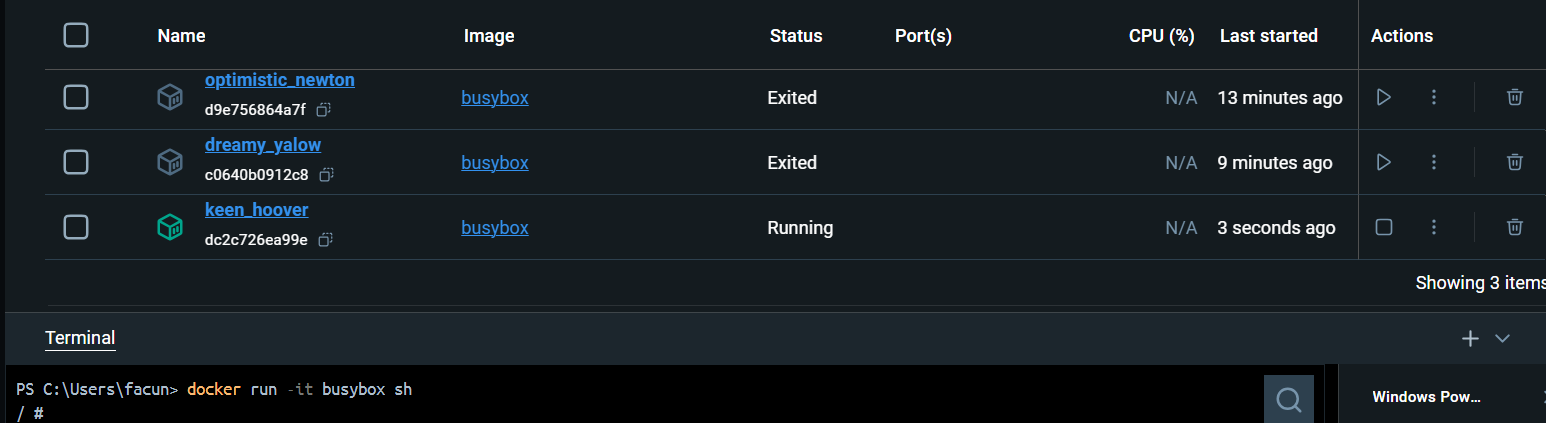 Name Image Status Port(s) CPU (%) Last started Actions
optimistic_newton
d9e756864a7f
busybox Exited N/A 13 minutes ago
dreamy_yalow
c0640b0912c8
busybox Exited N/A 9 minutes ago
keen_hoover
dc2c726ea99e
busybox Running N/A 3 seconds ago
Showing 3 items
Terminal
PS C:\Users\facun> docker run -it busybox sh
/ #
Windows Pow...